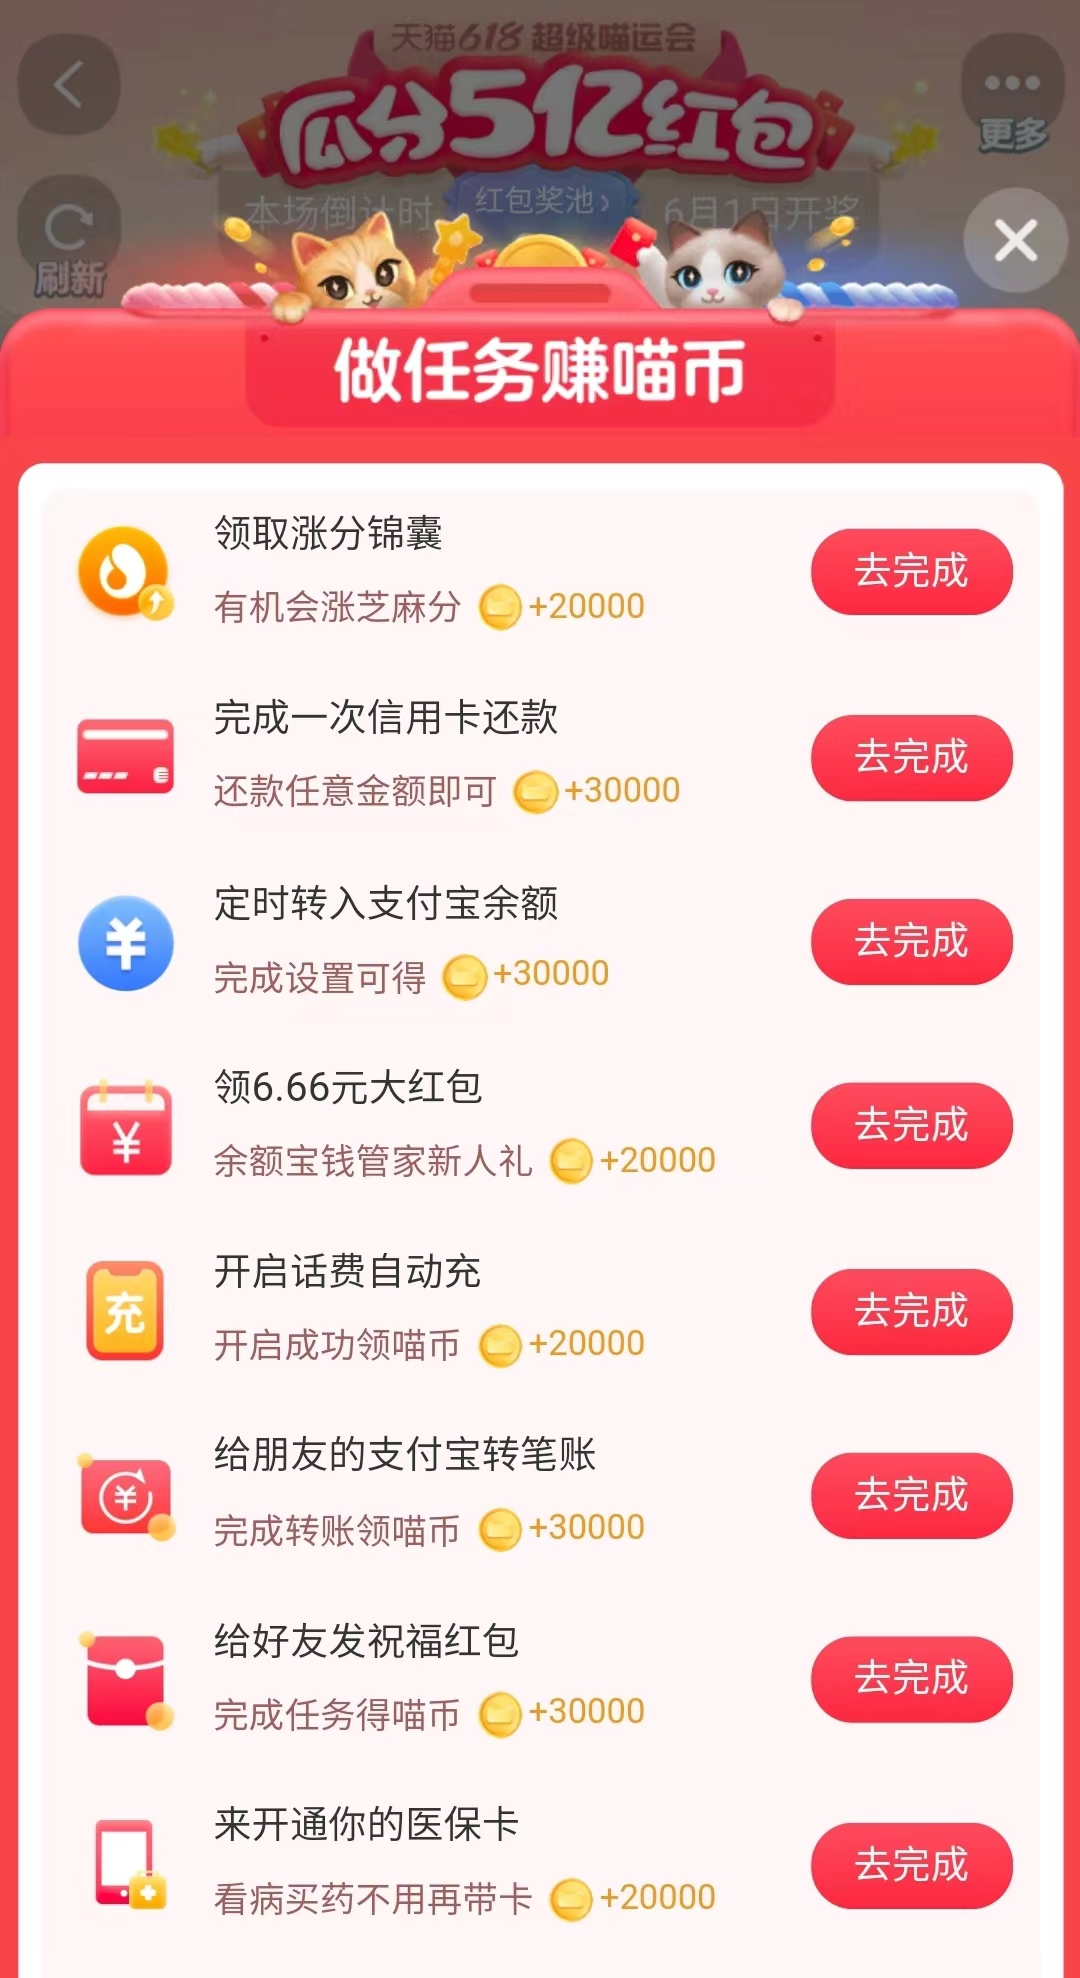 天猫618 超级喵运会
瓜分5亿红包
更多
本场倒计时
红包奖池
6月1日开奖
刷新
做任务赚喵币
领取涨分锦囊
有机会涨芝麻分 +20000
去完成
完成一次信用卡还款
还款任意金额即可 +30000
去完成
定时转入支付宝余额
完成设置可得 +30000
去完成
领6.66元大红包
余额宝钱管家新人礼 +20000
去完成
开启话费自动充
充
开启成功领喵币 +20000
去完成
给朋友的支付宝转笔账
完成转账领喵币 +30000
去完成
给好友发祝福红包
完成任务得喵币 +30000
去完成
来开通你的医保卡
看病买药不用再带卡 +20000
去完成